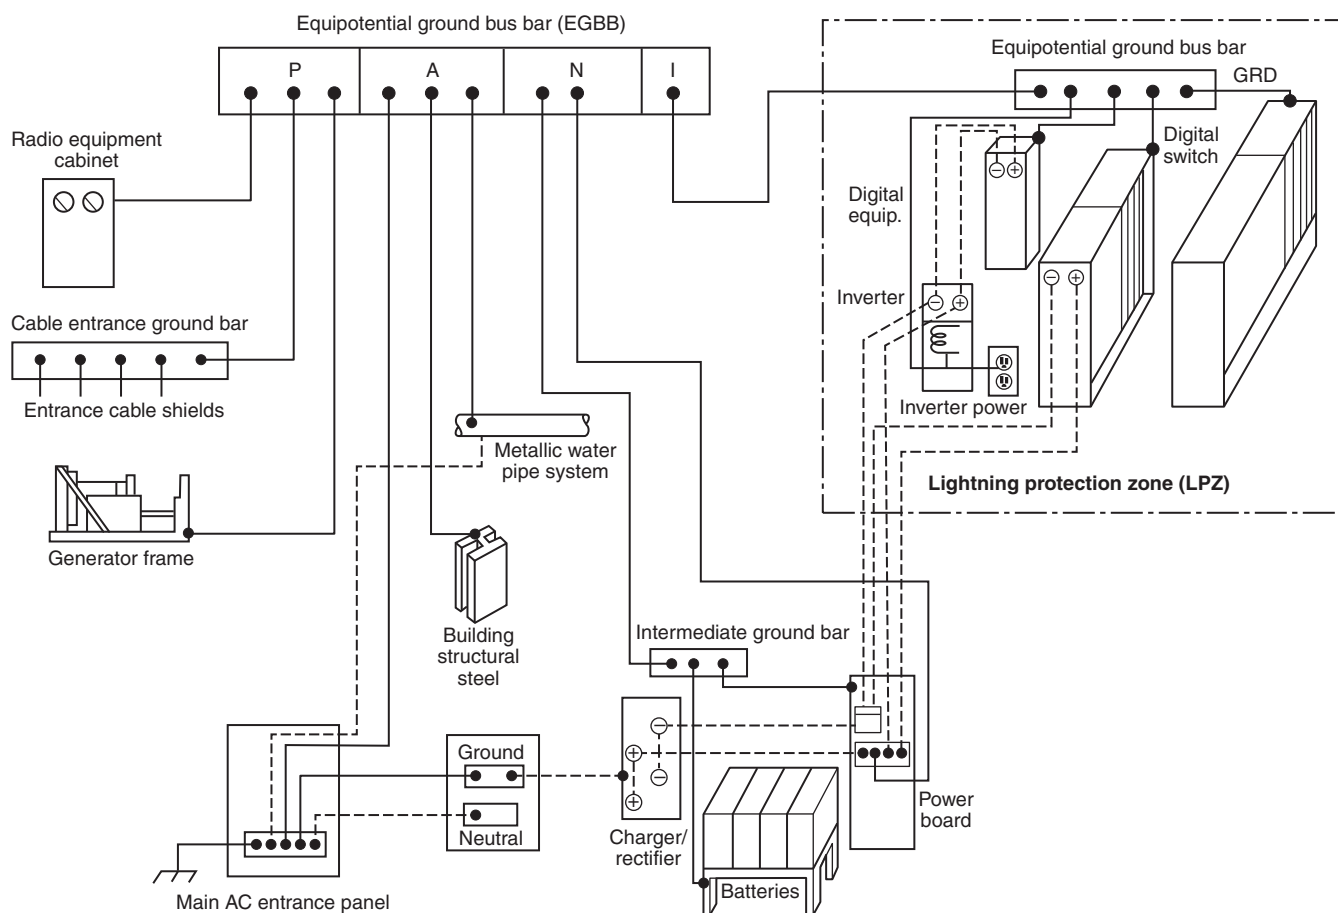 Equipotential ground bus bar (EGBB)
P
A
N
I
Equipotential ground bus bar
GRD
Radio equipment
cabinet
Digital
switch
Digital
equip.
Inverter
Inverter power
Cable entrance ground bar
Entrance cable shields
Metallic water
pipe system
Lightning protection zone (LPZ)
Generator frame
Building
structural
steel
Intermediate ground bar
Ground
Neutral
Charger/
rectifier
Batteries
Power
board
Main AC entrance panel